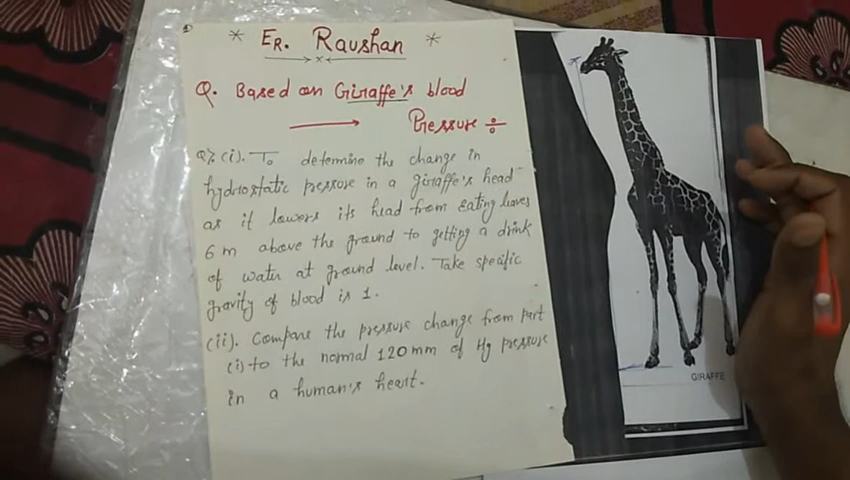 * ER. Raushan *
Q. Based on Giraffe's blood
Pressure ÷
Q% (i). To determine the change in
hydrostatic pressure in a giraffe's head
as it lowers its head from eating leaves
6 m above the ground to getting a drink
of water at ground level. Take specific
gravity of blood is 1.
(ii). Compare the pressure change from part
(i) to the normal 120 mm of Hg pressure
in a human's heart.
GIRAFFE